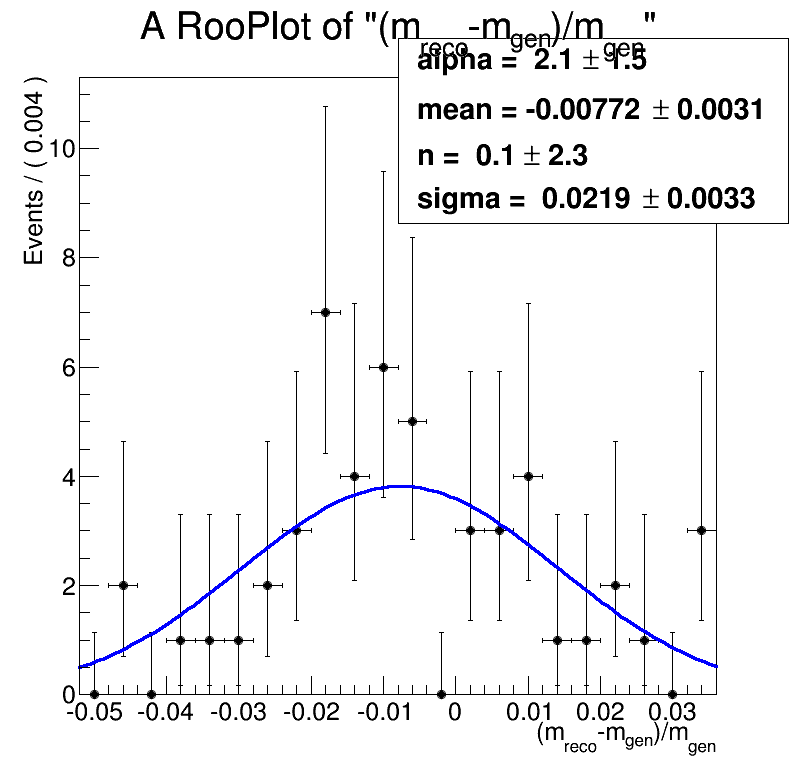 A RooPlot of "(m_reco-m_gen)/m_gen"
alpha = 2.1 ± 1.5
mean = -0.00772 ± 0.0031
n = 0.1 ± 2.3
sigma = 0.0219 ± 0.0033
Events / ( 0.004 )
10
8
6
4
2
0
-0.05 -0.04 -0.03 -0.02 -0.01 0 0.01 0.02 0.03
(m_reco-m_gen)/m_gen